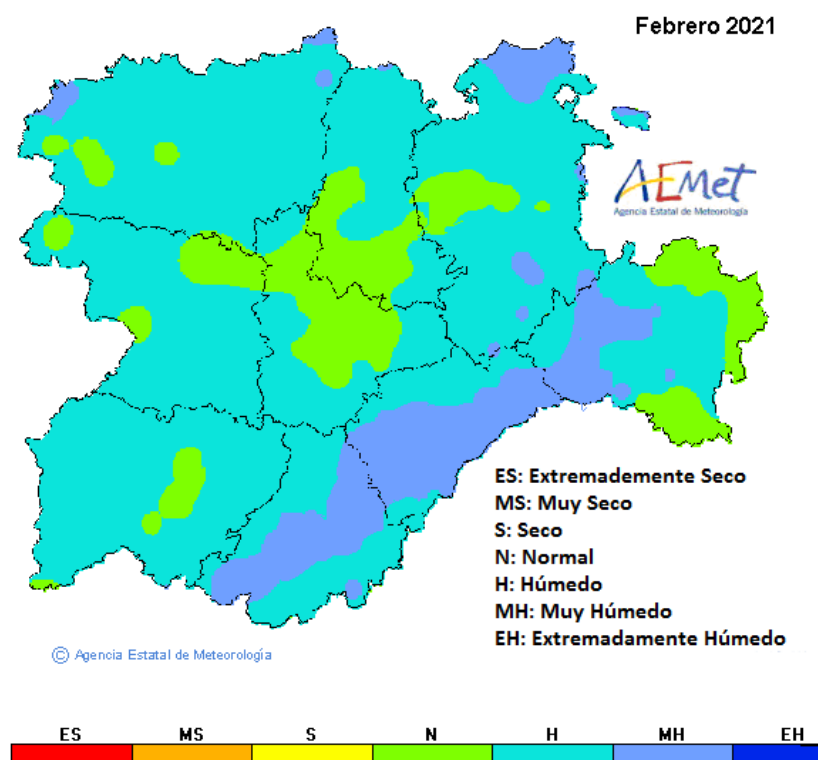 Febrero 2021
AEMet
Agencia Estatal de Meteorología
ES: Extremademente Seco
MS: Muy Seco
S: Seco
N: Normal
H: Húmedo
MH: Muy Húmedo
EH: Extremadamente Húmedo
© Agencia Estatal de Meteorología
ES MS S N H MH EH